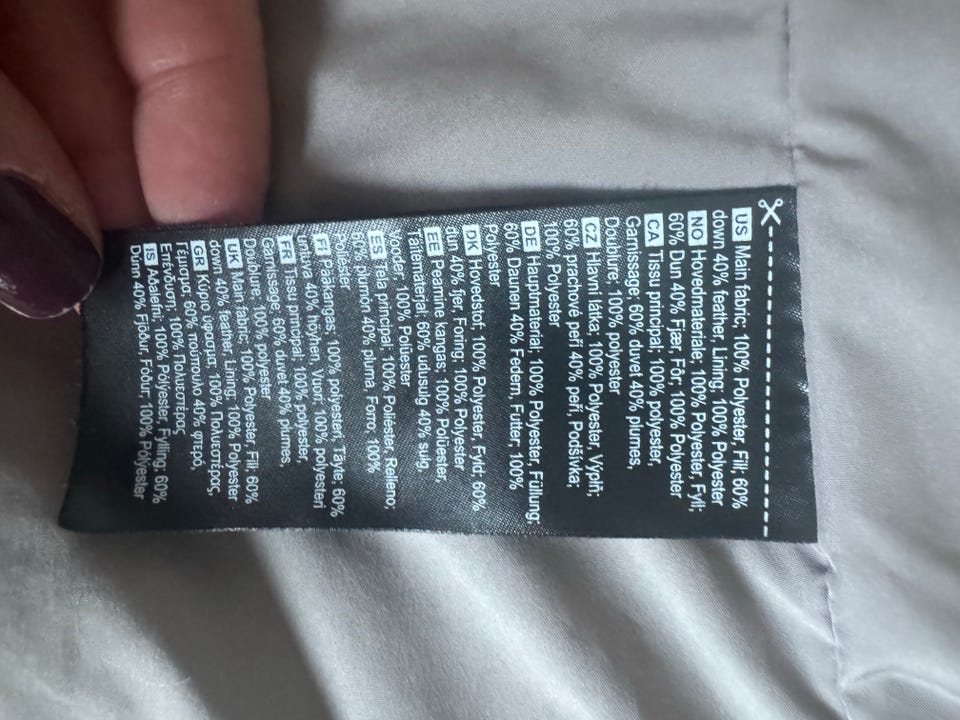 US Main fabric; 100% Polyester, Fill; 60%
down 40% feather, Lining; 100% Polyester
NO Hovedmateriale; 100% Polyester, Fyll;
60% Dun 40% Fjær, Fôr; 100% Polyester
CA Tissu principal; 100% polyester,
Garnissage; 60% duvet 40% plumes,
Doublure; 100% polyester
CZ Hlavní látka; 100% Polyester, Výplň;
60% prachové peří 40% peří, Podšívka;
100% Polyester
DE Hauptmaterial; 100% Polyester, Füllung;
60% Daunen 40% Federn, Futter; 100%
Polyester
DK Hovedstof; 100% Polyester, Fyld; 60%
dun 40% fjer, Foring; 100% Polyester
EE Peamine kangas; 100% Polüester,
Täitematerjal; 60% udusulg 40% sulg,
Vooder; 100% Polüester
ES Tela principal; 100% Poliéster, Relleno;
60% plumón 40% pluma, Forro, 100%
Poliéster
FI Pääkangas; 100% polyesteri, Täyte; 60%
untuva 40% höyhen, Vuori; 100% polyesteri
FR Tissu principal; 100% polyester,
Garnissage; 60% duvet 40% plumes,
Doublure; 100% polyester
UK Main fabric; 100% Polyester, Fill; 60%
down 40% feather, Lining; 100% Polyester
GR Κύριο ύφασμα; 100% Πολυεστέρας,
Γέμισμα; 60% πούπουλο 40% φτερό,
Επένδυση; 100% Πολυεστέρας
IS Aðalefni; 100% Pólýester, Fylling; 60%
Dúnn 40% Fjöður, Fóður; 100% Pólýester